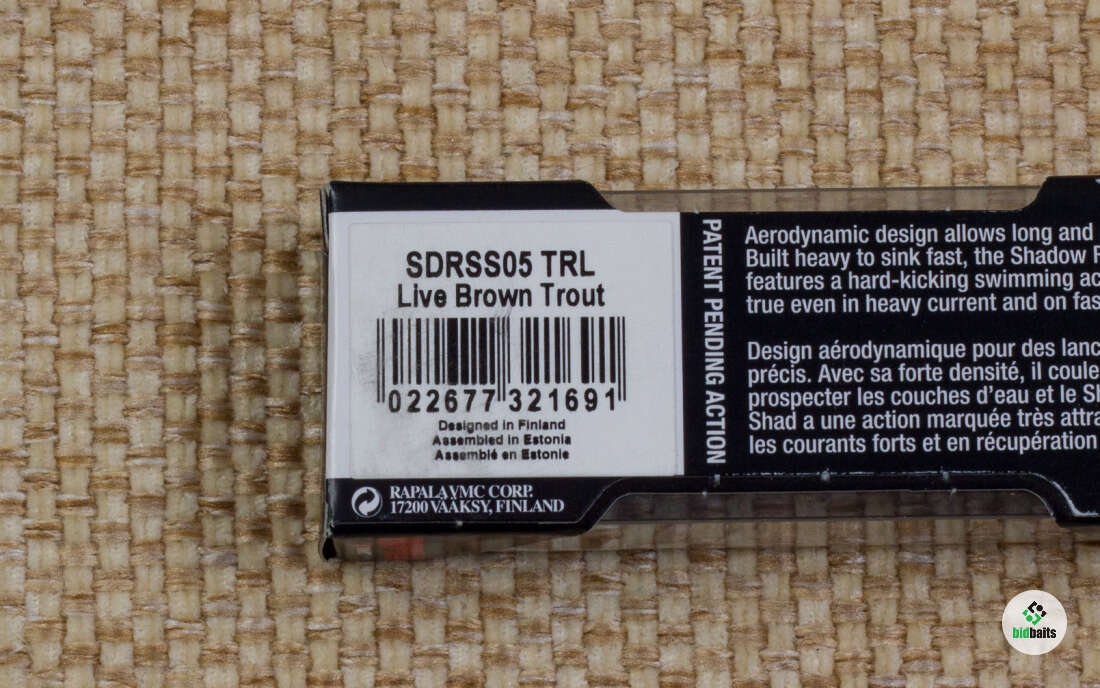 SDRSS05 TRL
Live Brown Trout
022677 321691
Designed in Finland
Assembled in Estonia
Assemblé en Estonie
RAPALA VMC CORP.
17200 VÄÄKSY, FINLAND
PATENT PENDING ACTION
Aerodynamic design allows long and
Built heavy to sink fast, the Shadow
features a hard-kicking swimming
true even in heavy current and on
Design aérodynamique pour des
précis. Avec sa forte densité, il
prospecter les couches d'eau et le
Shad a une action marquée très
les courants forts et en récupération
bidbaits